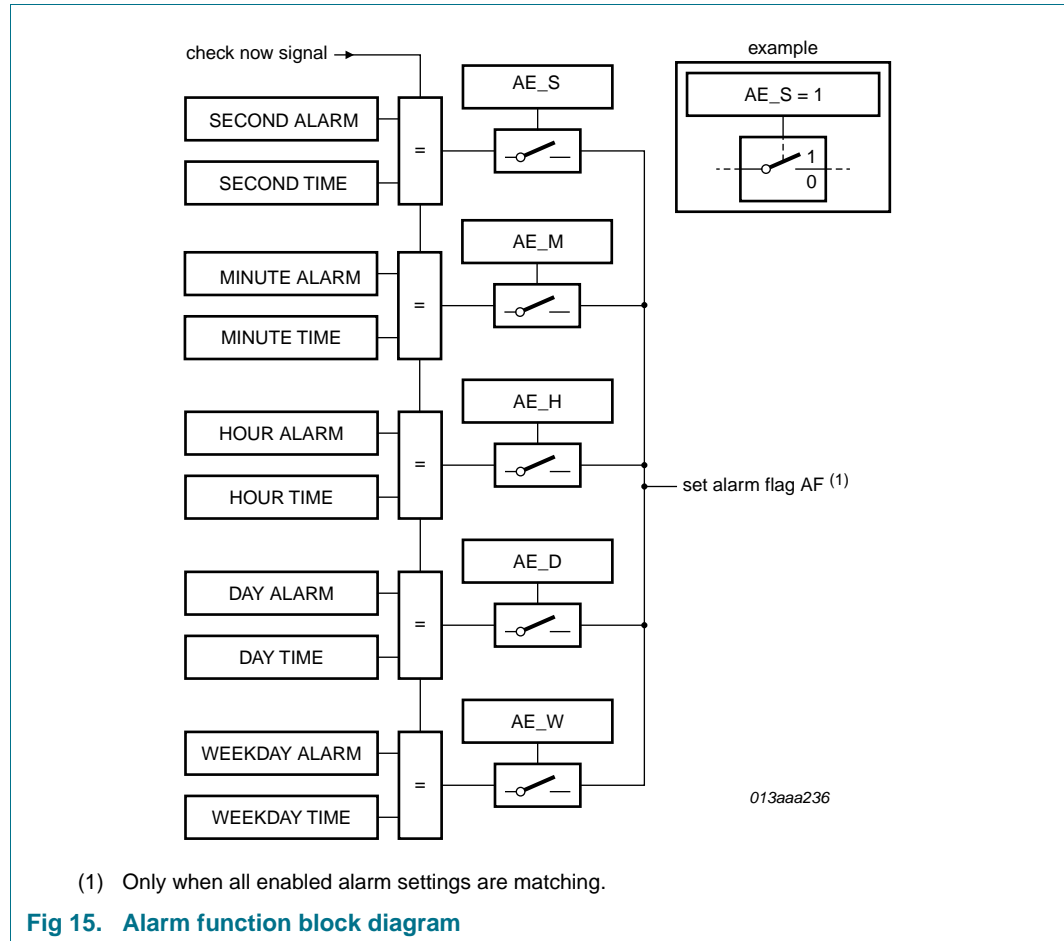 check now signal
example
AE_S
AE_S = 1
SECOND ALARM
=
SECOND TIME
1
0
AE_M
MINUTE ALARM
=
MINUTE TIME
AE_H
HOUR ALARM
=
HOUR TIME
set alarm flag AF (1)
AE_D
DAY ALARM
=
DAY TIME
AE_W
WEEKDAY ALARM
=
WEEKDAY TIME
013aaa236
(1) Only when all enabled alarm settings are matching.
Fig 15. Alarm function block diagram